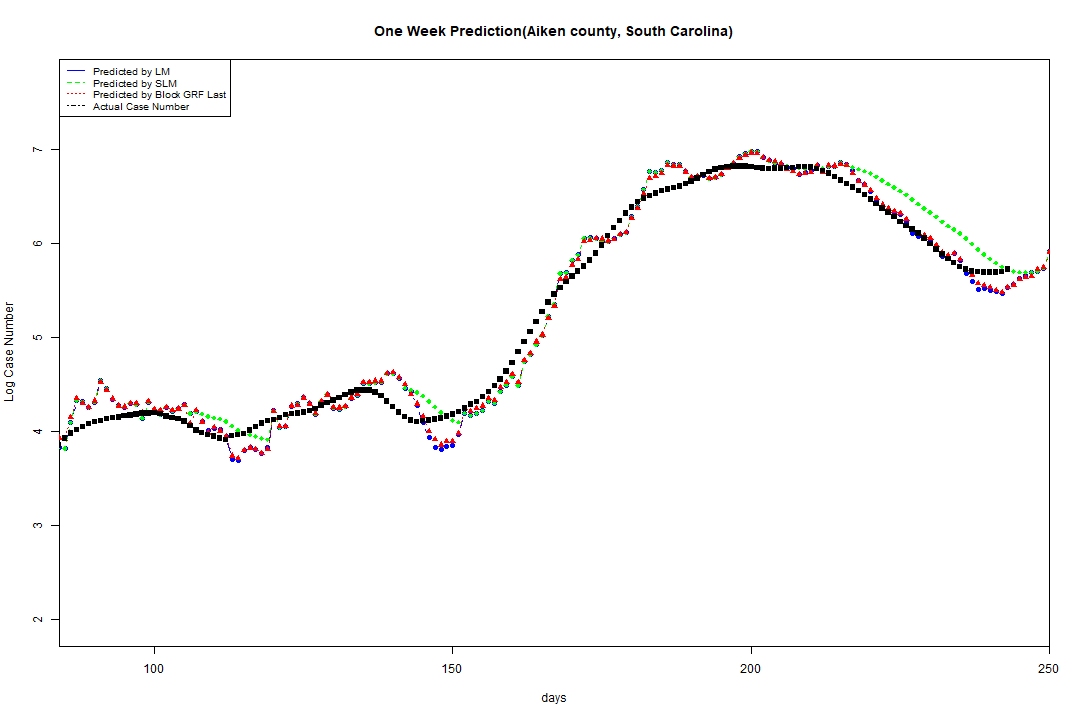 One Week Prediction(Aiken county, South Carolina)
Predicted by LM
Predicted by SLM
Predicted by Block GRF Last
Actual Case Number
7
6
5
4
3
2
Log Case Number
100 150 200 250
days